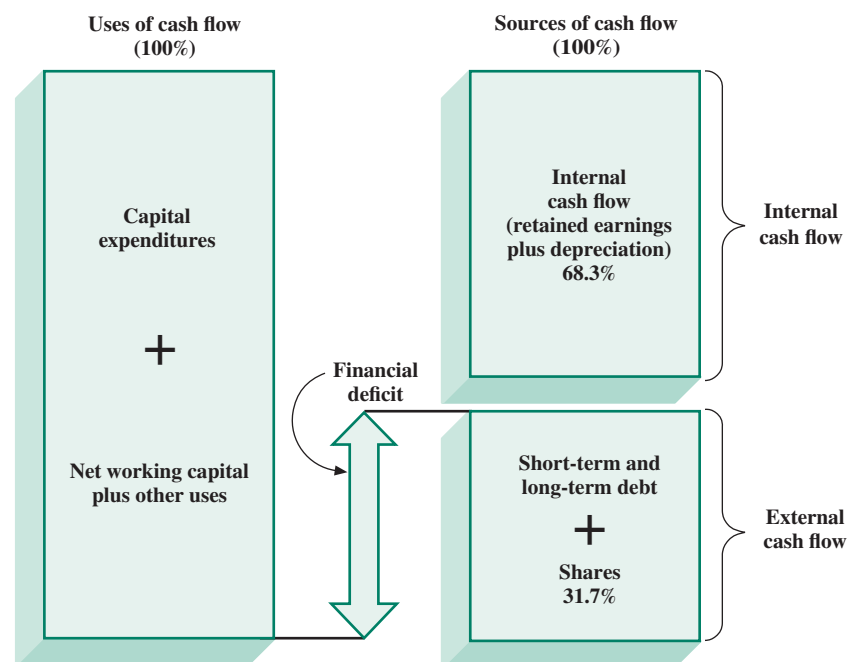 Uses of cash flow
(100%)
Sources of cash flow
(100%)
Capital
expenditures
+
Net working capital
plus other uses
Financial
deficit
Internal
cash flow
(retained earnings
plus depreciation)
68.3%
Internal
cash flow
Short-term and
long-term debt
+
Shares
31.7%
External
cash flow